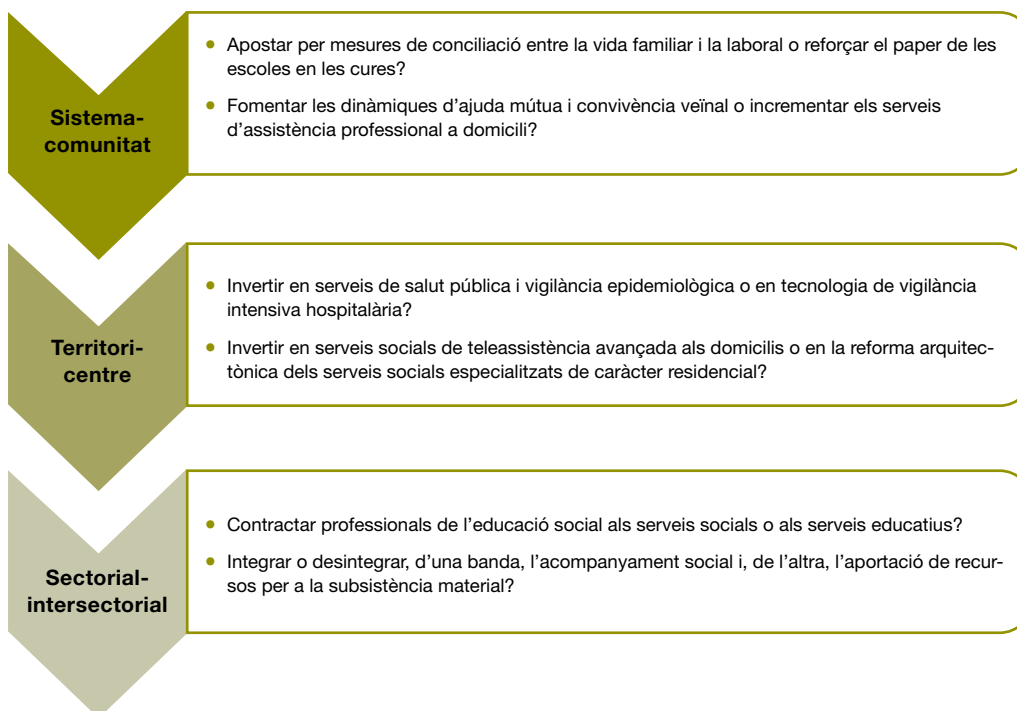 Sistema-
comunitat
• Apostar per mesures de conciliació entre la vida familiar i la laboral o reforçar el paper de les
escoles en les cures?
• Fomentar les dinàmiques d’ajuda mútua i convivència veïnal o incrementar els serveis
d’assistència professional a domicili?
Territori-
centre
• Invertir en serveis de salut pública i vigilància epidemiològica o en tecnologia de vigilància
intensiva hospitalària?
• Invertir en serveis socials de teleassistència avançada als domicilis o en la reforma arquitec-
tònica dels serveis socials especialitzats de caràcter residencial?
Sectorial-
intersectorial
• Contractar professionals de l’educació social als serveis socials o als serveis educatius?
• Integrar o desintegrar, d’una banda, l’acompanyament social i, de l’altra, l’aportació de recur-
sos per a la subsistència material?